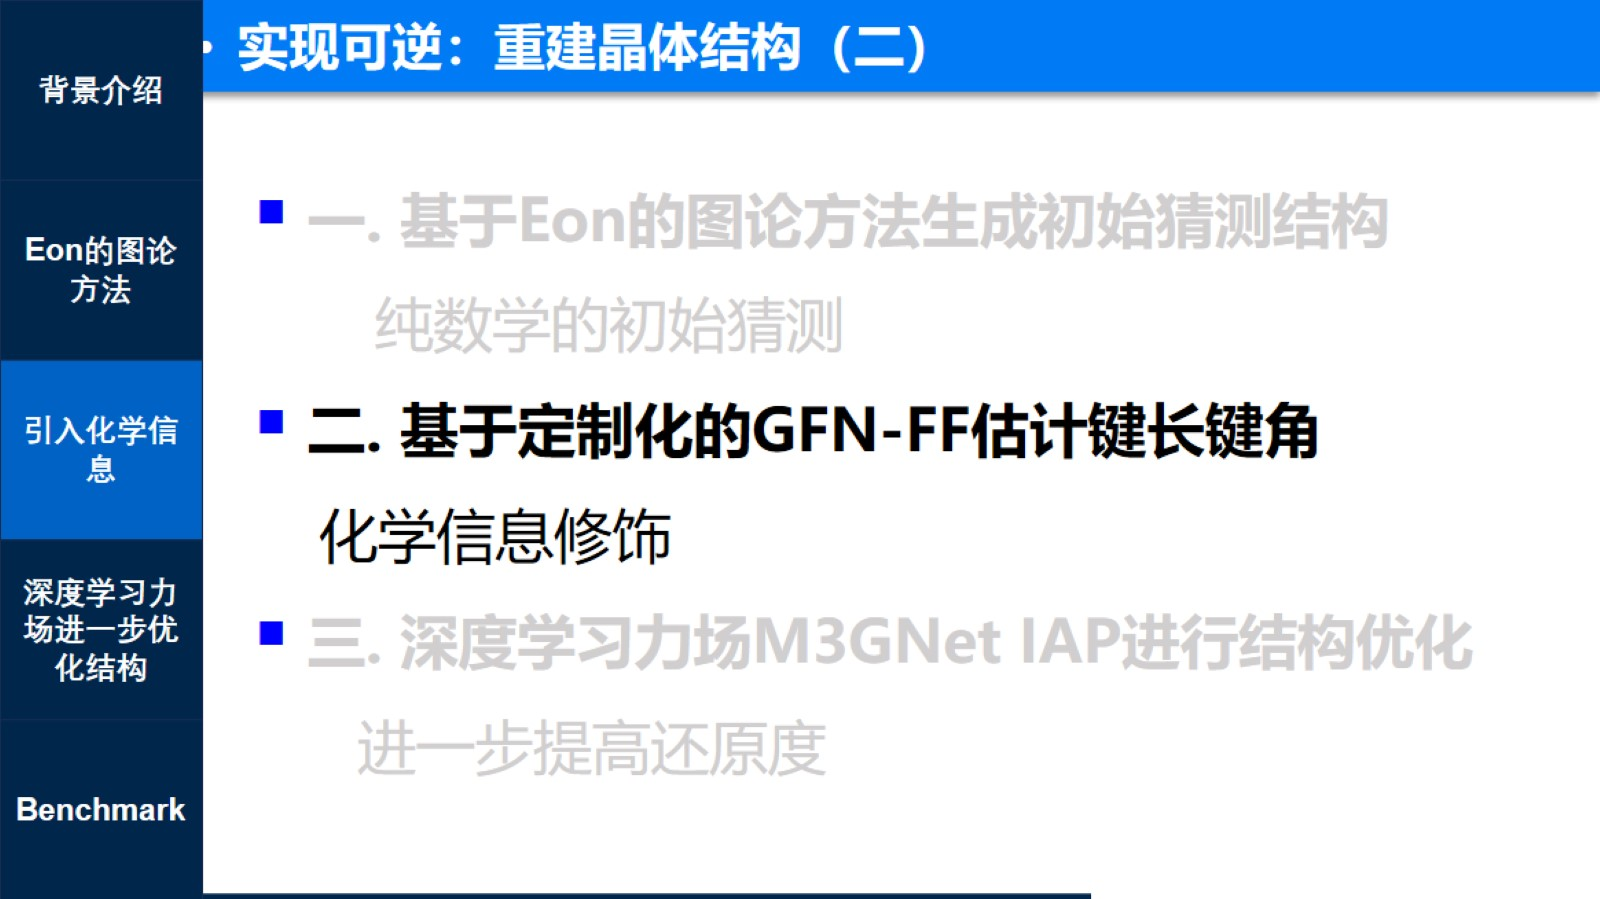 背景介绍
Eon的图论
方法
引入化学信
息
深度学习力
场进一步优
化结构
Benchmark
• 实现可逆：重建晶体结构（二）
■ 一. 基于Eon的图论方法生成初始猜测结构
纯数学的初始猜测
■ 二. 基于定制化的GFN-FF估计键长键角
化学信息修饰
■ 三. 深度学习力场M3GNet IAP进行结构优化
进一步提高还原度